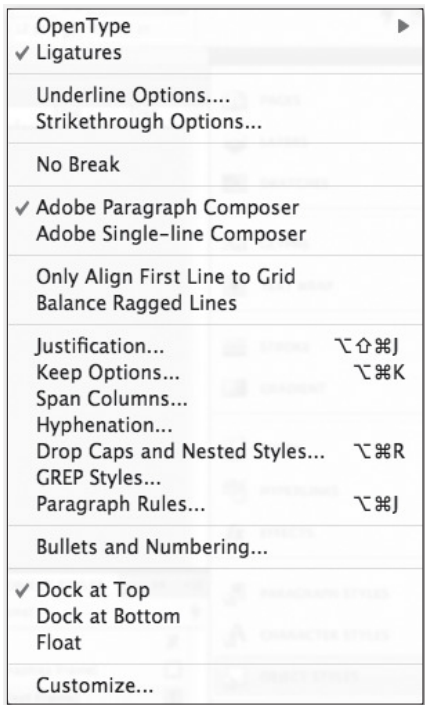 OpenType ▶
✓ Ligatures
Underline Options....
Strikethrough Options...
No Break
✓ Adobe Paragraph Composer
Adobe Single-line Composer
Only Align First Line to Grid
Balance Ragged Lines
Justification... ⌥⇧⌘J
Keep Options... ⌥⌘K
Span Columns...
Hyphenation...
Drop Caps and Nested Styles... ⌥⌘R
GREP Styles...
Paragraph Rules... ⌥⌘J
Bullets and Numbering...
✓ Dock at Top
Dock at Bottom
Float
Customize...